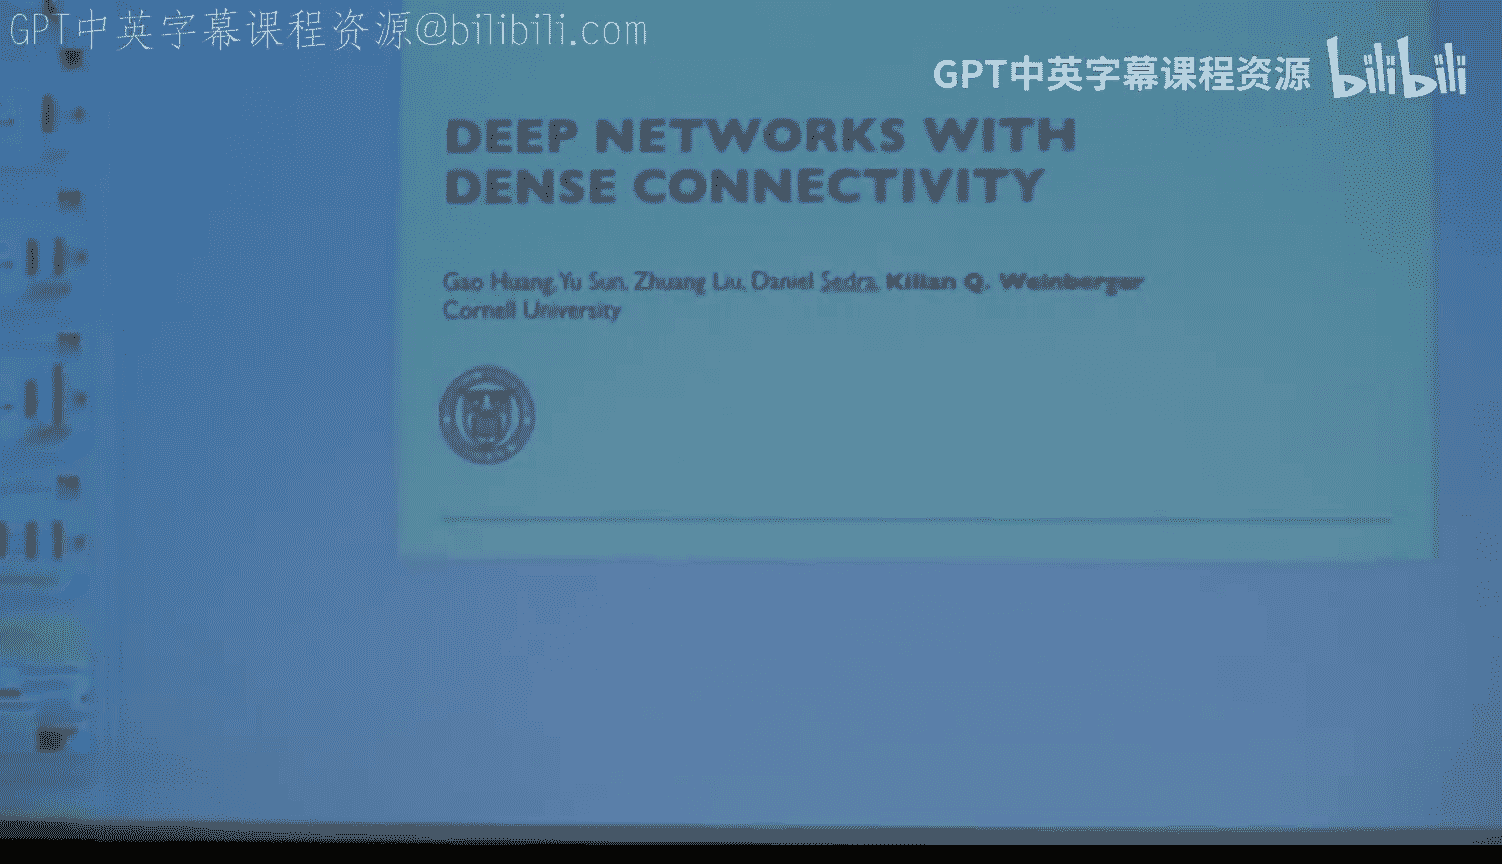 GPT中英字幕课程资源@bilibili.com
GPT中英字幕课程资源 bilibili
DEEP NETWORKS WITH
DENSE CONNECTIVITY
Gao Huang, Yu Sun, Zhuang Liu, Daniel Sedra, Kilian Q. Weinberger
Cornell University